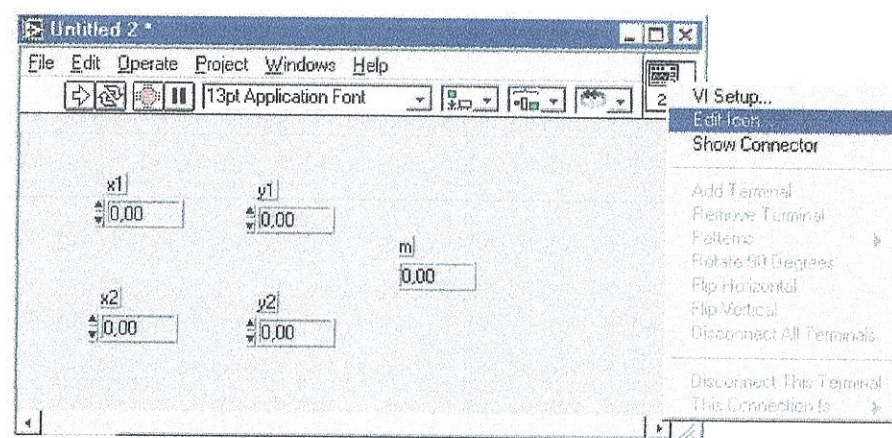 Untitled 2 *
File Edit Operate Project Windows Help
13pt Application Font
2
VI Setup...
Edit Icon...
Show Connector
Add Terminal
Remove Terminal
Patterns
Rotate 90 Degrees
Flip Horizontal
Flip Vertical
Disconnect All Terminals
Disconnect This Terminal
This Connection Is
x1
0,00
y1
0,00
m
0,00
x2
0,00
y2
0,00